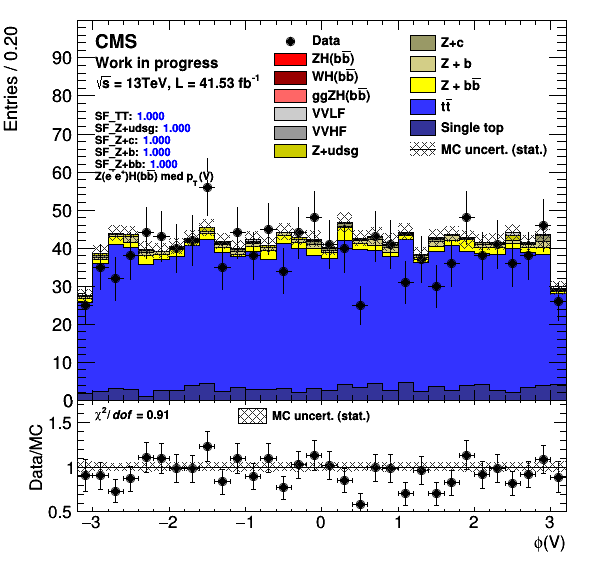 CMS
Work in progress
√s = 13TeV, L = 41.53 fb⁻¹
SF_TT: 1.000
SF_Z+udsg: 1.000
SF_Z+c: 1.000
SF_Z+b: 1.000
SF_Z+bb: 1.000
Z(e⁻e⁺)H(bb̅) med p_T(V)
Data
ZH(bb̅)
WH(bb̅)
ggZH(bb̅)
VVLF
VVHF
Z+udsg
Z+c
Z + b
Z + bb̅
tt̅
Single top
MC uncert. (stat.)
Entries / 0.20
90
80
70
60
50
40
30
20
10
0
χ²/dof = 0.91
MC uncert. (stat.)
Data/MC
1.5
1
0.5
−3 −2 −1 0 1 2 3
ϕ(V)